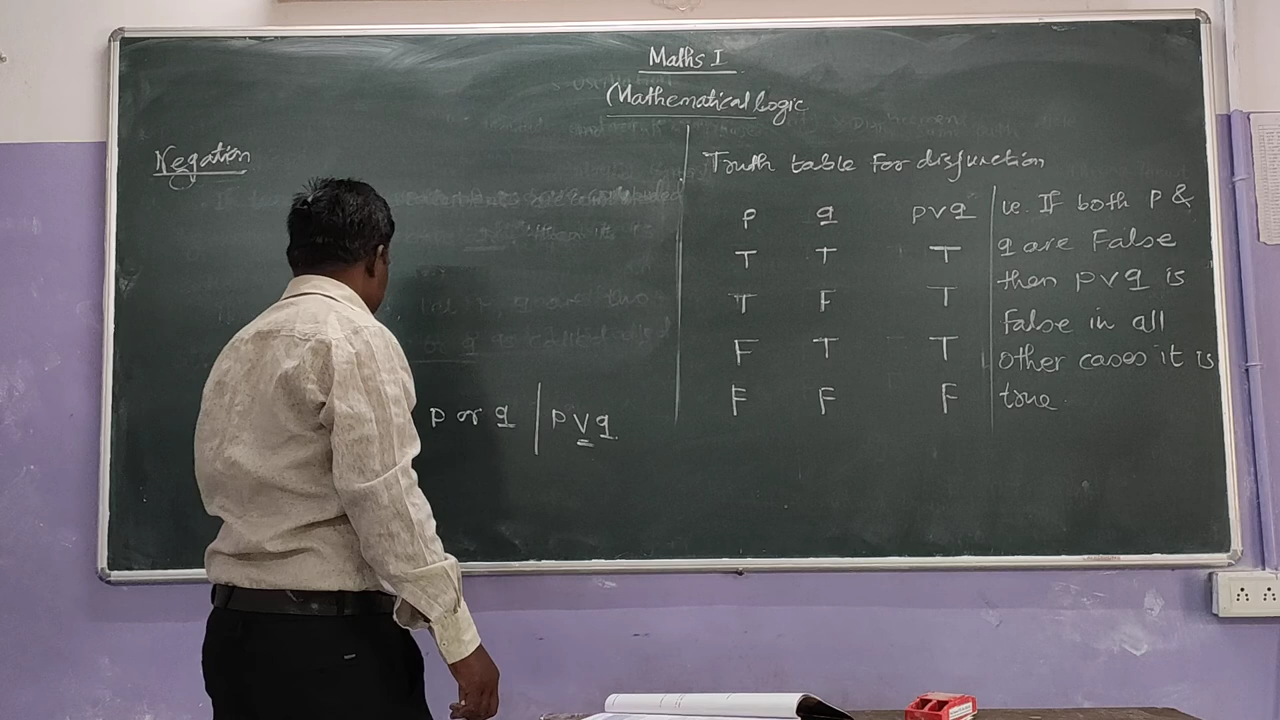 Maths I
(Mathematical Logic
Negation
p or q | p v q.
Truth table For disjunction
p q p v q
T T T
T F T
F T T
F F F
ie. If both p &
q are False
then p v q is
False in all
other cases it is
true.